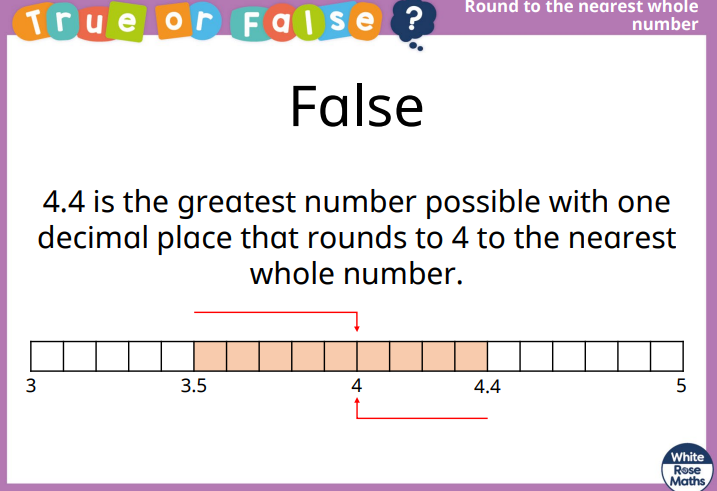 True or False ?
Round to the nearest whole
number
False
4.4 is the greatest number possible with one
decimal place that rounds to 4 to the nearest
whole number.
3 3.5 4 4.4 5
White
Rose
Maths